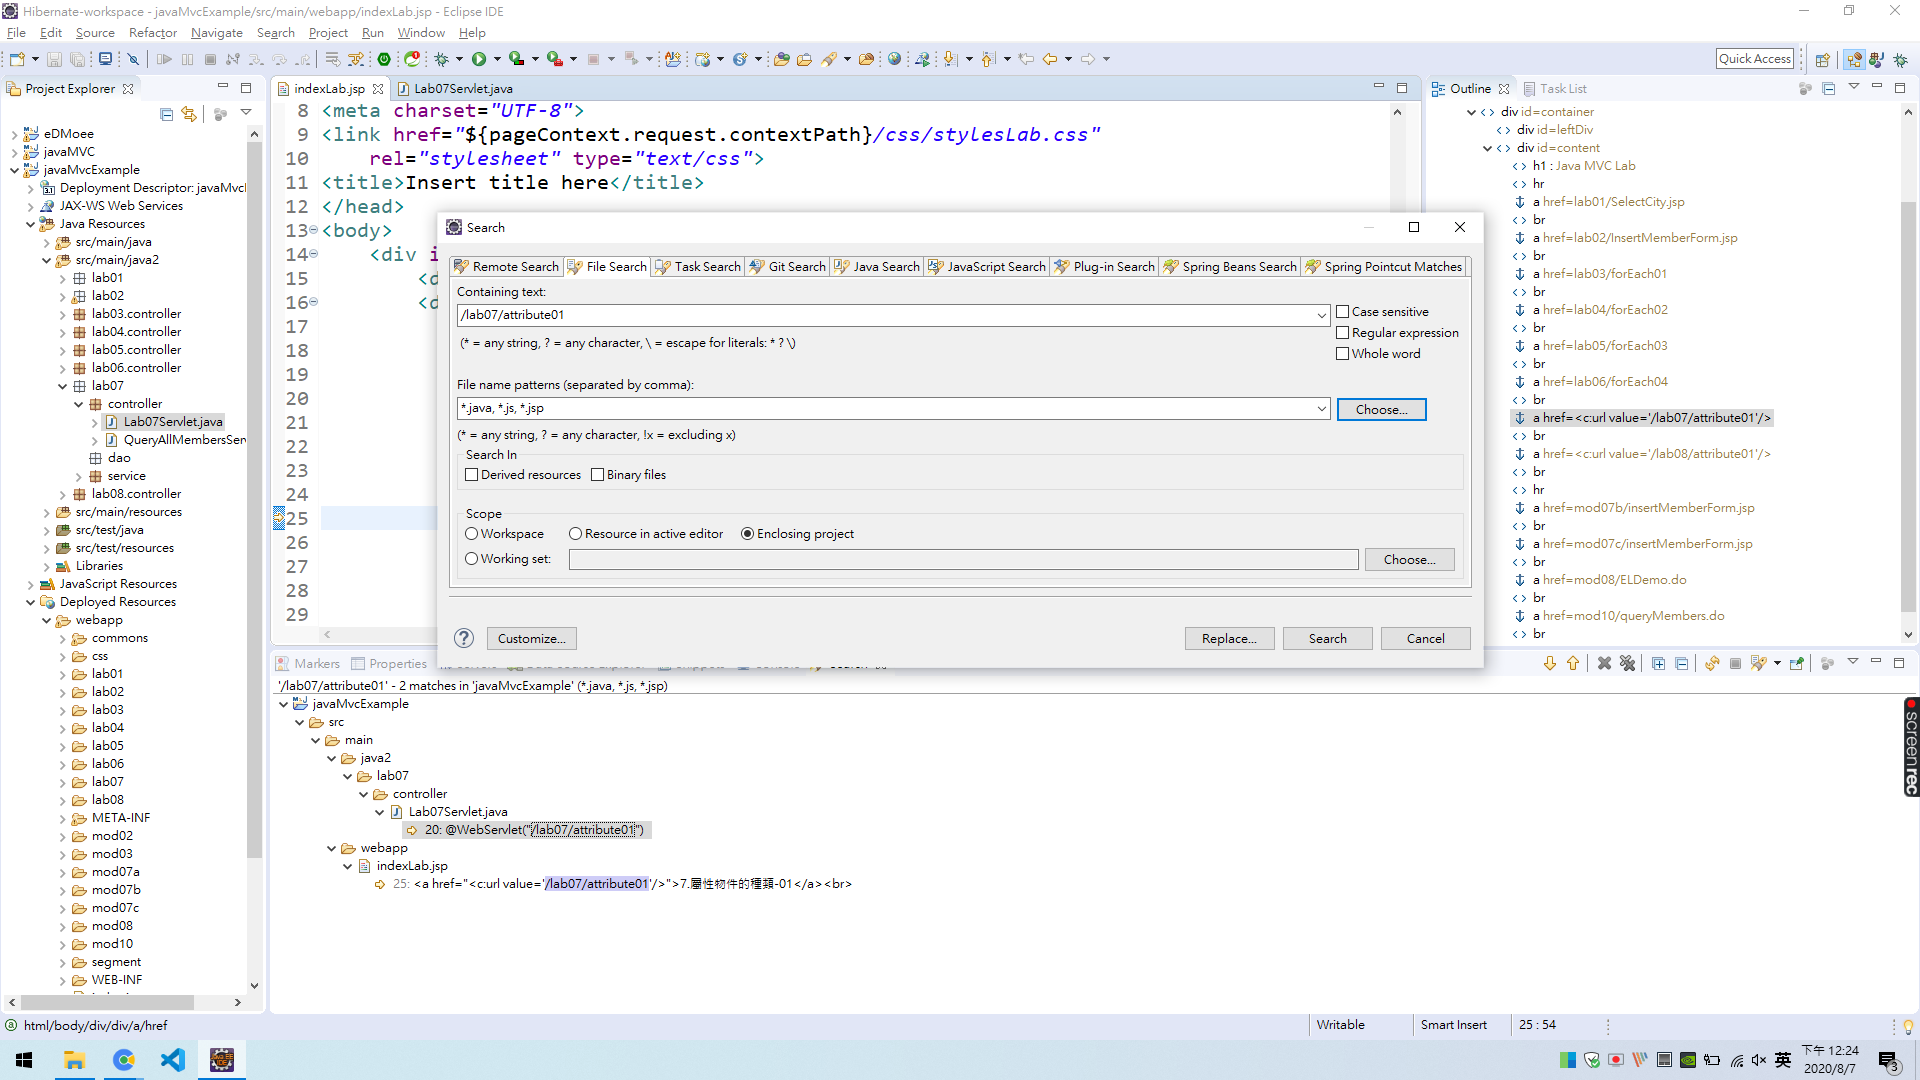 Hibernate-workspace - javaMvcExample/src/main/webapp/indexLab.jsp - Eclipse IDE
File Edit Source Refactor Navigate Search Project Run Window Help
Quick Access
Project Explorer
eDMoee
javaMVC
javaMvcExample
Deployment Descriptor: javaMvcI
JAX-WS Web Services
Java Resources
src/main/java
src/main/java2
lab01
lab02
lab03.controller
lab04.controller
lab05.controller
lab06.controller
lab07
controller
Lab07Servlet.java
QueryAllMembersSer
dao
service
lab08.controller
src/main/resources
src/test/java
src/test/resources
Libraries
JavaScript Resources
Deployed Resources
webapp
commons
css
lab01
lab02
lab03
lab04
lab05
lab06
lab07
lab08
META-INF
mod02
mod03
mod07a
mod07b
mod07c
mod08
mod10
segment
WEB-INF
indexLab.jsp Lab07Servlet.java
8 <meta charset="UTF-8">
9 <link href="${pageContext.request.contextPath}/css/stylesLab.css"
10 rel="stylesheet" type="text/css">
11 <title>Insert title here</title>
12 </head>
13 <body>
14 <div i
15 <d
16 <d
17
18
19
20
21
22
23
24
25
26
27
28
29
Search
Remote Search File Search Task Search Git Search Java Search JavaScript Search Plug-in Search Spring Beans Search Spring Pointcut Matches
Containing text:
/lab07/attribute01
Case sensitive
Regular expression
Whole word
(* = any string, ? = any character, \ = escape for literals: * ? \)
File name patterns (separated by comma):
*.java, *.js, *.jsp
Choose...
(* = any string, ? = any character, !x = excluding x)
Search In
Derived resources Binary files
Scope
Workspace Resource in active editor Enclosing project
Working set: Choose...
? Customize... Replace... Search Cancel
Outline Task List
div id=container
div id=leftDiv
div id=content
h1 : Java MVC Lab
hr
a href=lab01/SelectCity.jsp
br
a href=lab02/InsertMemberForm.jsp
br
a href=lab03/forEach01
br
a href=lab04/forEach02
br
a href=lab05/forEach03
br
a href=lab06/forEach04
br
a href=<c:url value='/lab07/attribute01'/>
br
a href=<c:url value='/lab08/attribute01'/>
br
hr
a href=mod07b/insertMemberForm.jsp
br
a href=mod07c/insertMemberForm.jsp
br
a href=mod08/ELDemo.do
br
a href=mod10/queryMembers.do
br
Markers Properties
'/lab07/attribute01' - 2 matches in 'javaMvcExample' (*.java, *.js, *.jsp)
javaMvcExample
src
main
java2
lab07
controller
Lab07Servlet.java
20: @WebServlet("/lab07/attribute01")
webapp
indexLab.jsp
25: <a href="<c:url value='/lab07/attribute01'/>">7.屬性物件的種類-01</a><br>
screenrec
html/body/div/div/a/href
Writable Smart Insert 25 : 54
英
下午 12:24
2020/8/7
3